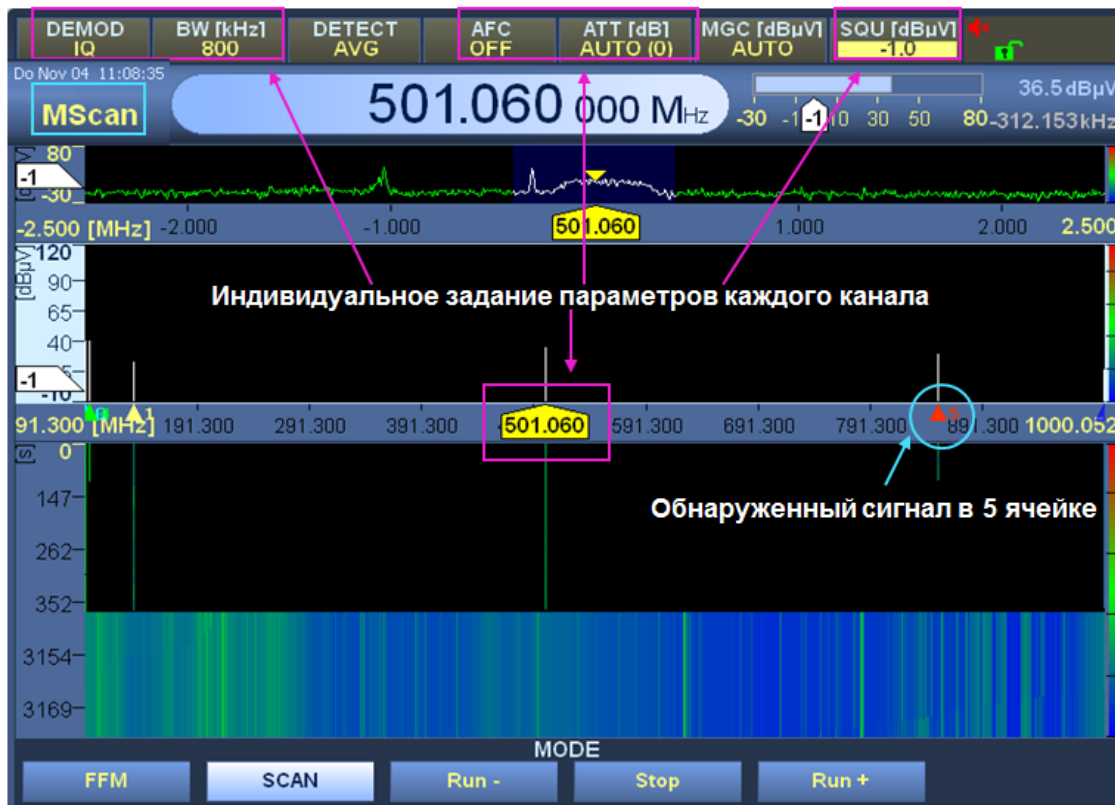 DEMOD BW [kHz] DETECT AFC ATT [dB] MGC [dBµV] SQU [dBµV]
IQ 800 AVG OFF AUTO (0) AUTO -1.0
Do Nov 04 11:08:35
MScan
501.060 000 MHz
36.5 dBµV
-30 -1 10 30 50 80 -312.153kHz
80
-1
-30
-2.500 [MHz] -2.000 -1.000 501.060 1.000 2.000 2.500
120
[dBµV]
90
Индивидуальное задание параметров каждого канала
65
40
-1
-10
1 5
91.300 [MHz] 191.300 291.300 391.300 501.060 591.300 691.300 791.300 891.300 1000.052
[s] 0
147
Обнаруженный сигнал в 5 ячейке
262
352
3154
3169
MODE
FFM SCAN Run - Stop Run +